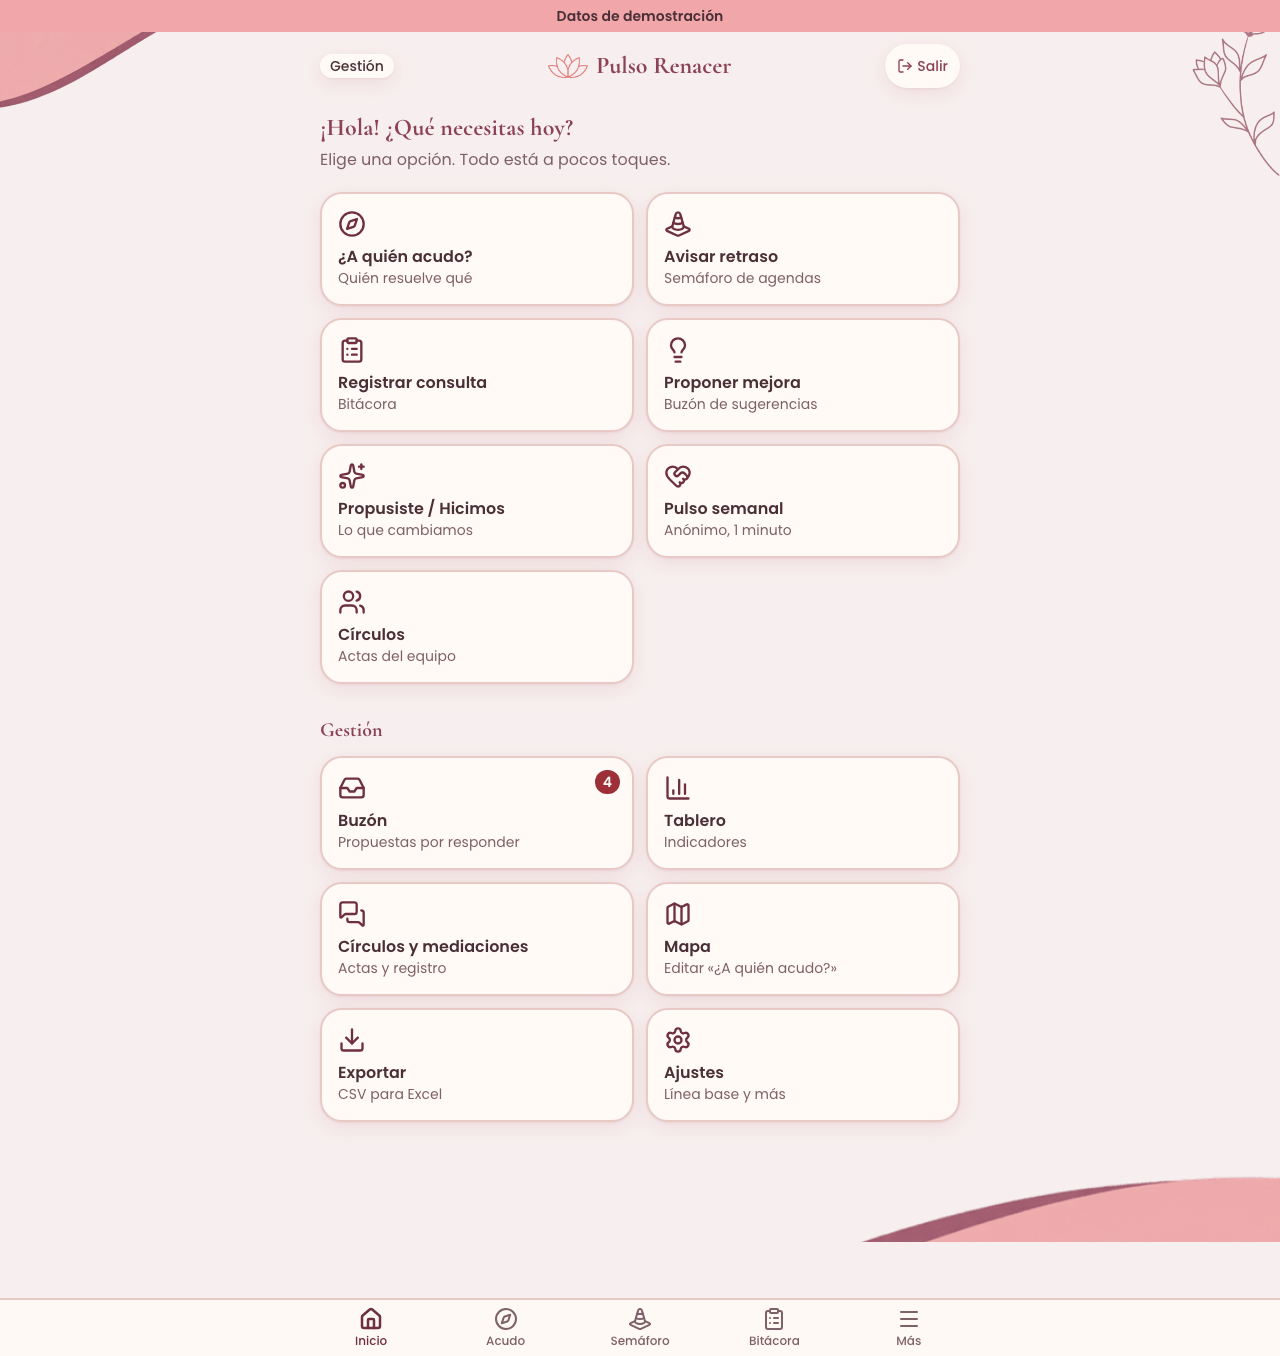 Datos de demostración
Gestión
Pulso Renacer
Salir
¡Hola! ¿Qué necesitas hoy?
Elige una opción. Todo está a pocos toques.
¿A quién acudo?
Quién resuelve qué
Avisar retraso
Semáforo de agendas
Registrar consulta
Bitácora
Proponer mejora
Buzón de sugerencias
Propusiste / Hicimos
Lo que cambiamos
Pulso semanal
Anónimo, 1 minuto
Círculos
Actas del equipo
Gestión
4
Buzón
Propuestas por responder
Tablero
Indicadores
Círculos y mediaciones
Actas y registro
Mapa
Editar «¿A quién acudo?»
Exportar
CSV para Excel
Ajustes
Línea base y más
Inicio
Acudo
Semáforo
Bitácora
Más